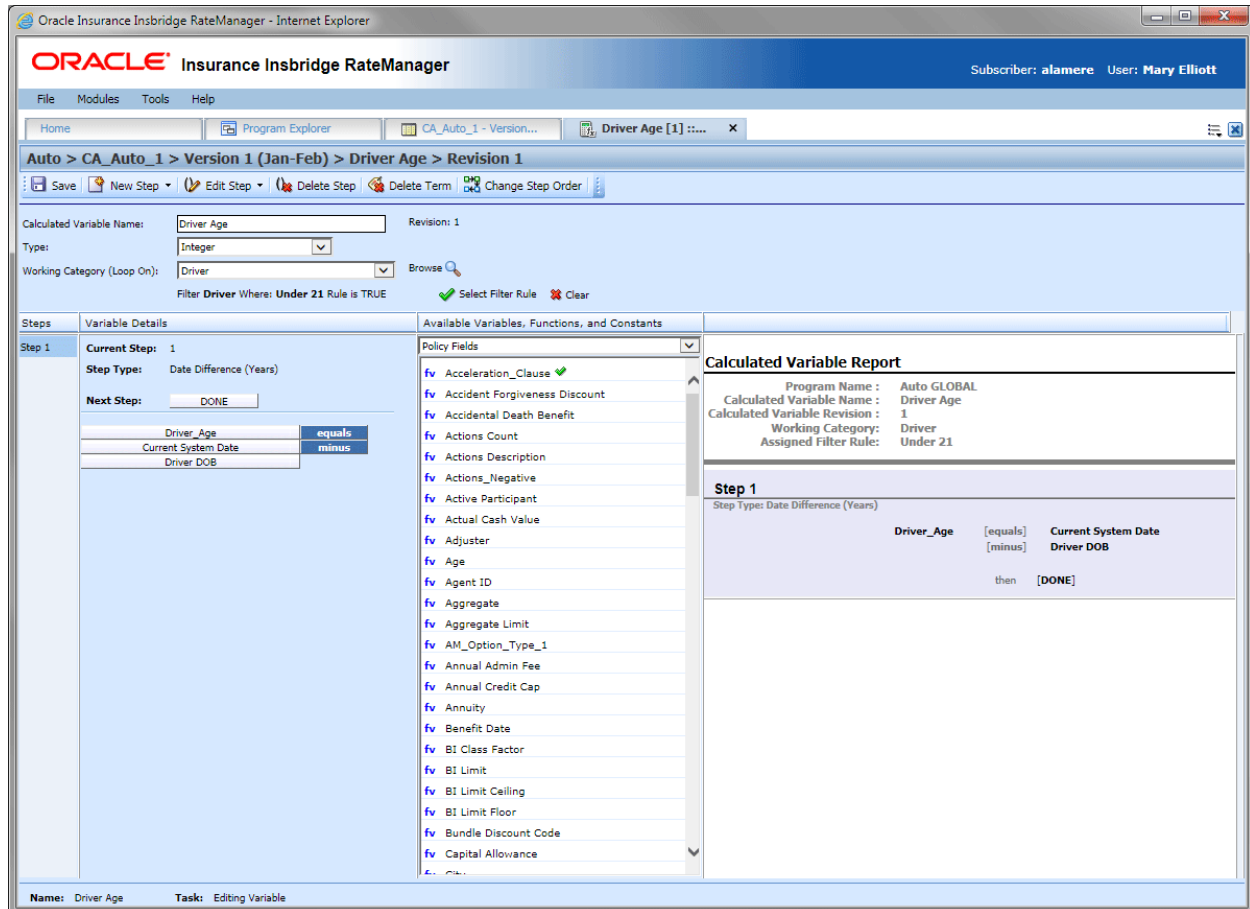 Oracle Insurance Insbridge RateManager - Internet Explorer
ORACLE Insurance Insbridge RateManager
Subscriber: alamere User: Mary Elliott
File Modules Tools Help
Home Program Explorer CA_Auto_1 - Version... Driver Age [1] ::... x
Auto > CA_Auto_1 > Version 1 (Jan-Feb) > Driver Age > Revision 1
Save New Step Edit Step Delete Step Delete Term Change Step Order
Calculated Variable Name: Driver Age Revision: 1
Type: Integer
Working Category (Loop On): Driver Browse
Filter Driver Where: Under 21 Rule is TRUE Select Filter Rule Clear
Steps Variable Details Available Variables, Functions, and Constants
Step 1
Current Step: 1
Step Type: Date Difference (Years)
Next Step: DONE
Driver_Age equals
Current System Date minus
Driver DOB
Policy Fields
fv Acceleration_Clause
fv Accident Forgiveness Discount
fv Accidental Death Benefit
fv Actions Count
fv Actions Description
fv Actions_Negative
fv Active Participant
fv Actual Cash Value
fv Adjuster
fv Age
fv Agent ID
fv Aggregate
fv Aggregate Limit
fv AM_Option_Type_1
fv Annual Admin Fee
fv Annual Credit Cap
fv Annuity
fv Benefit Date
fv BI Class Factor
fv BI Limit
fv BI Limit Ceiling
fv BI Limit Floor
fv Bundle Discount Code
fv Capital Allowance
fv City
Calculated Variable Report
Program Name : Auto GLOBAL
Calculated Variable Name : Driver Age
Calculated Variable Revision : 1
Working Category: Driver
Assigned Filter Rule: Under 21
Step 1
Step Type: Date Difference (Years)
Driver_Age [equals] Current System Date
[minus] Driver DOB
then [DONE]
Name: Driver Age Task: Editing Variable